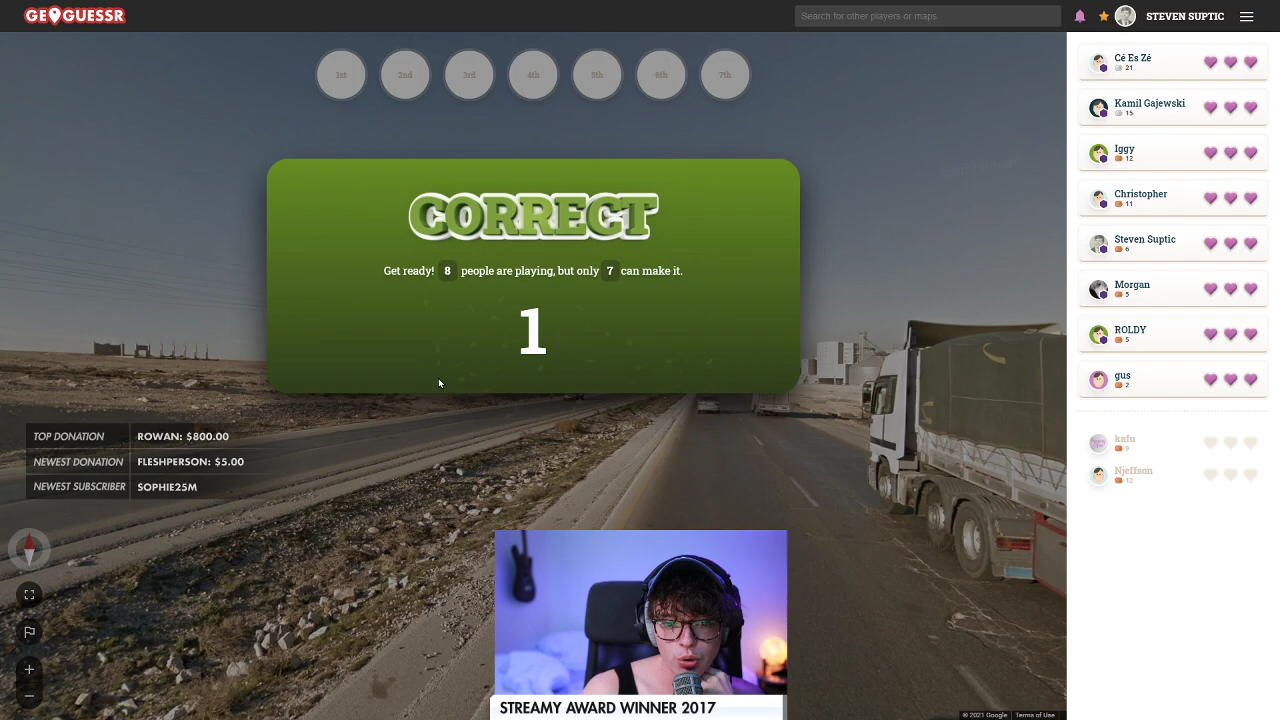 GEOGUESSR
Search for other players or maps
STEVEN SUPTIC
1st
2nd
3rd
4th
5th
6th
7th
CORRECT
Get ready! 8 people are playing, but only 7 can make it.
1
Cé Es Zé
21
Kamil Gajewski
15
Iggy
12
Christopher
11
Steven Suptic
6
Morgan
5
ROLDY
5
gus
2
kafu
9
Njeffson
12
TOP DONATION ROWAN: $800.00
NEWEST DONATION FLESHPERSON: $5.00
NEWEST SUBSCRIBER SOPHIE25M
STREAMY AWARD WINNER 2017
© 2021 Google Terms of Use